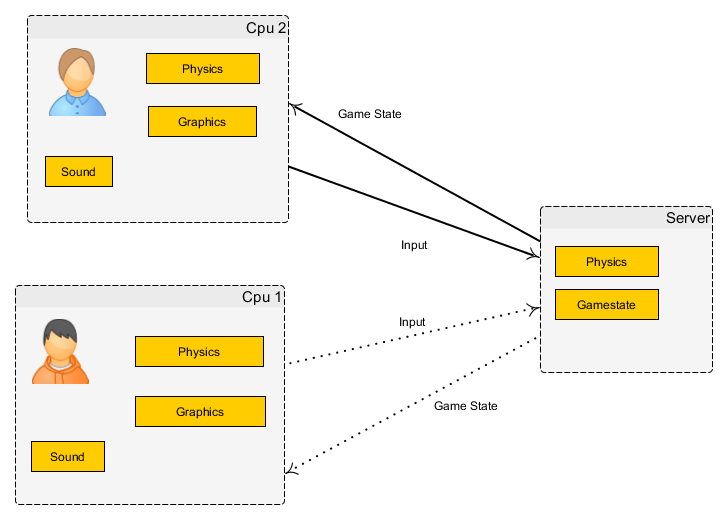 Cpu 2
Physics
Graphics
Sound
Game State
Input
Server
Physics
Gamestate
Cpu 1
Physics
Graphics
Sound
Input
Game State